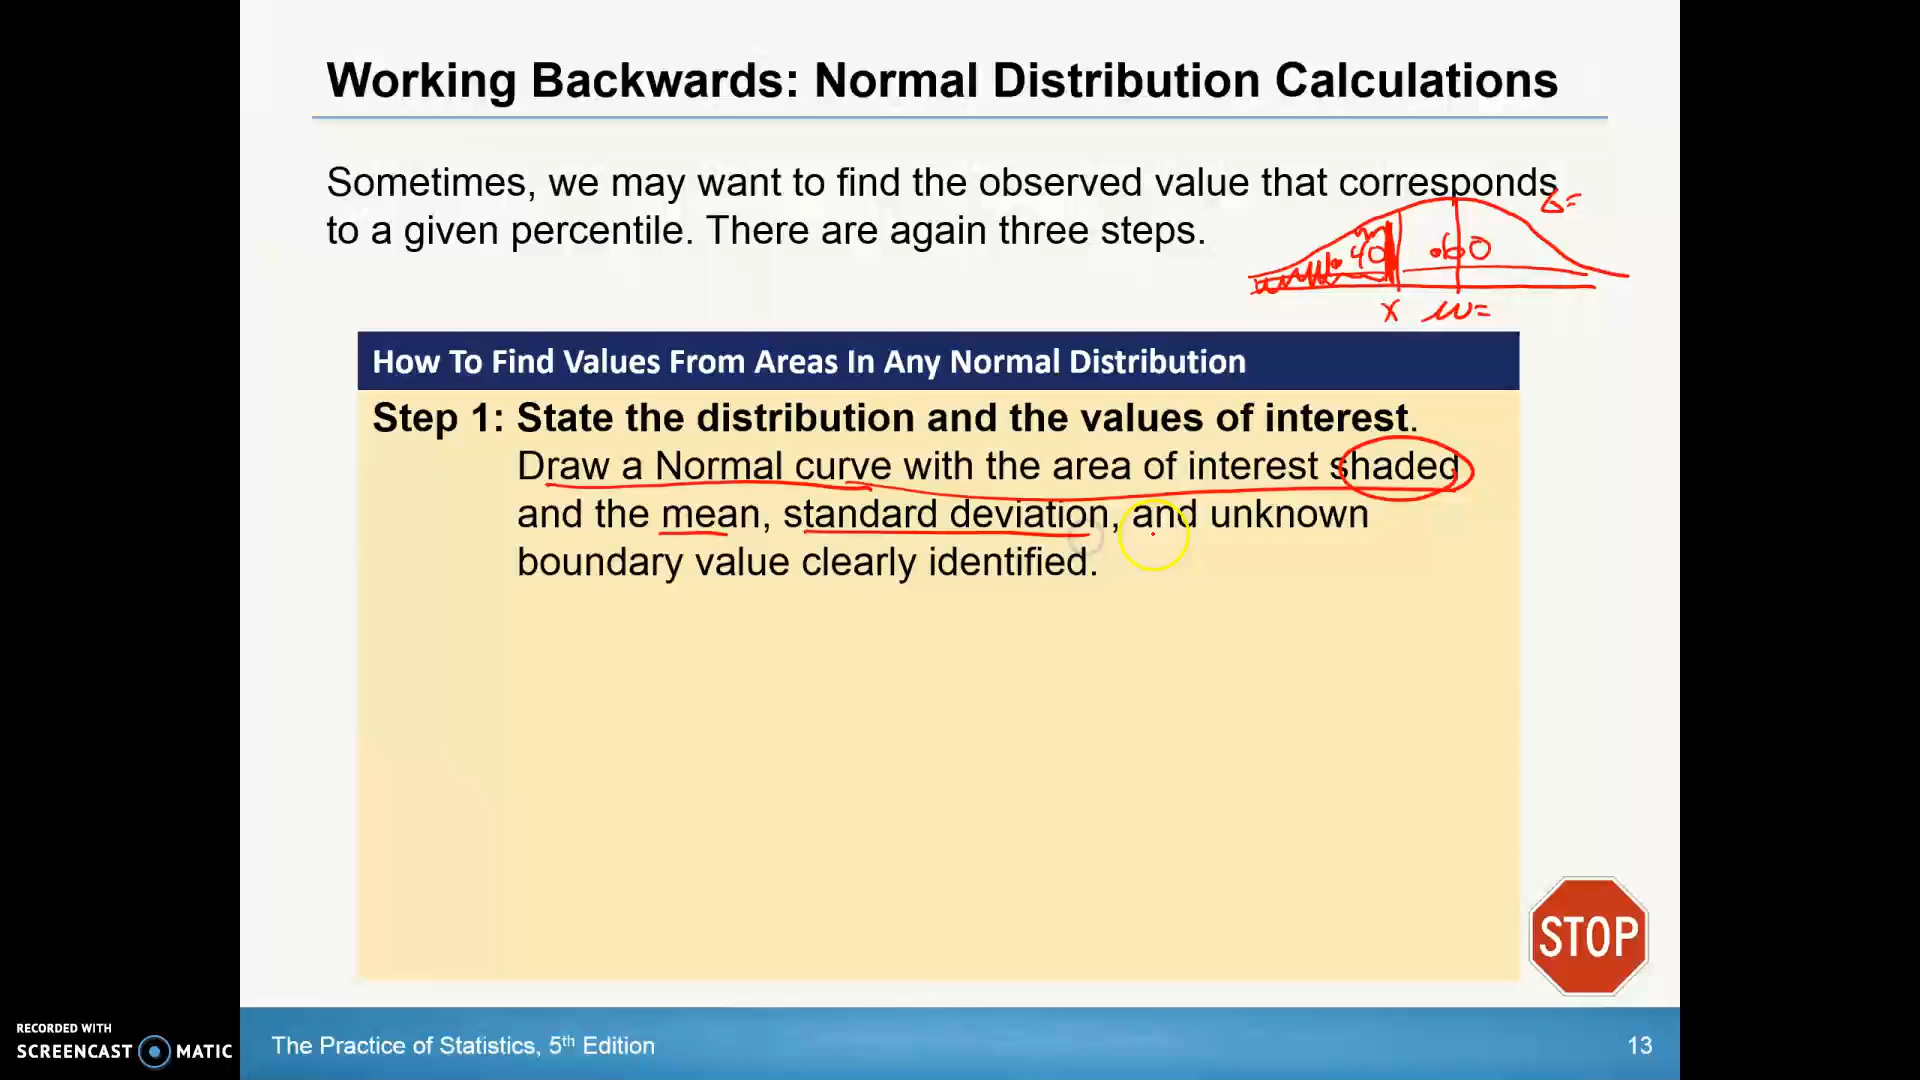 Working Backwards: Normal Distribution Calculations
Sometimes, we may want to find the observed value that corresponds
to a given percentile. There are again three steps.
σ=
.40 .60
x μ=
How To Find Values From Areas In Any Normal Distribution
Step 1: State the distribution and the values of interest.
Draw a Normal curve with the area of interest shaded
and the mean, standard deviation, and unknown
boundary value clearly identified.
STOP
RECORDED WITH
SCREENCAST MATIC
The Practice of Statistics, 5th Edition
13